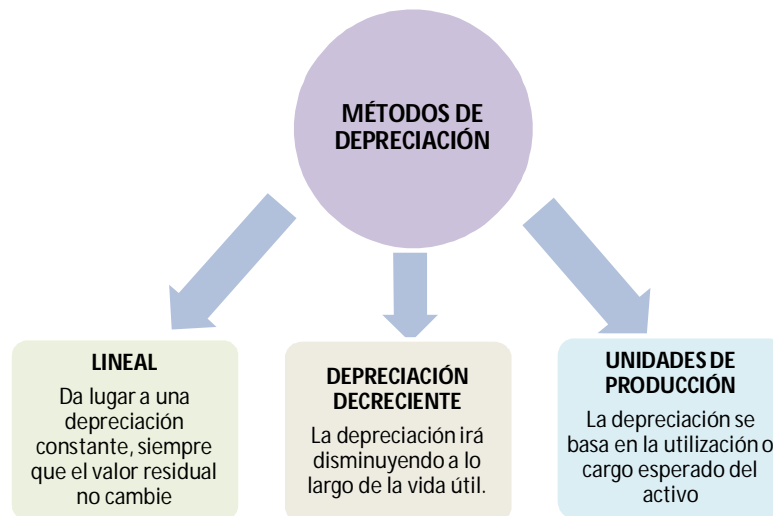 MÉTODOS DE
DEPRECIACIÓN
LINEAL
Da lugar a una
depreciación
constante, siempre
que el valor residual
no cambie
DEPRECIACIÓN
DECRECIENTE
La depreciación irá
disminuyendo a lo
largo de la vida útil.
UNIDADES DE
PRODUCCIÓN
La depreciación se
basa en la utilización o
cargo esperado del
activo